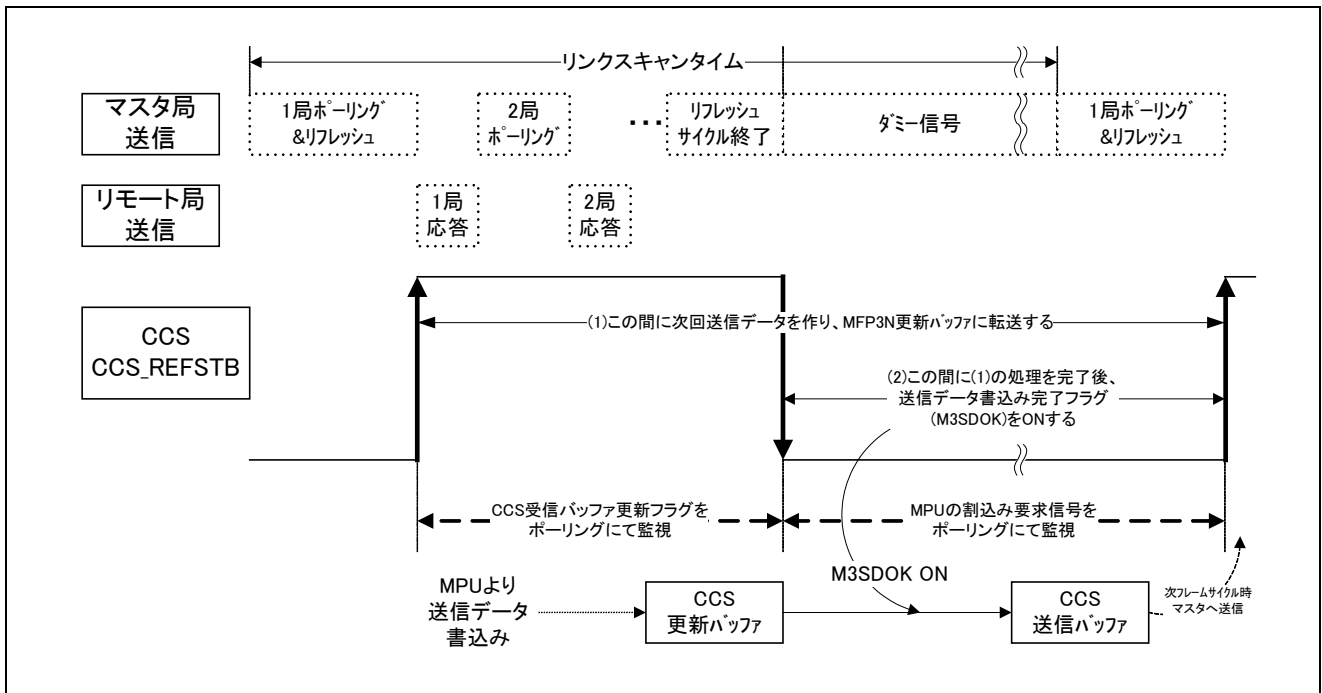 リンクスキャンタイム
マスタ局
送信
1局ﾎﾟｰﾘﾝｸﾞ
&ﾘﾌﾚｯｼｭ
2局
ﾎﾟｰﾘﾝｸﾞ
･･･
ﾘﾌﾚｯｼｭ
ｻｲｸﾙ終了
ﾀﾞﾐｰ信号
1局ﾎﾟｰﾘﾝｸﾞ
&ﾘﾌﾚｯｼｭ
リモート局
送信
1局
応答
2局
応答
CCS
CCS_REFSTB
(1)この間に次回送信データを作り、MFP3N更新ﾊﾞｯﾌｧに転送する
(2)この間に(1)の処理を完了後、
送信データ書込み完了フラグ
(M3SDOK)をONする
CCS受信バッファ更新フラグを
ポーリングにて監視
MPUの割込み要求信号を
ポーリングにて監視
MPUより
送信データ
書込み
CCS
更新ﾊﾞｯﾌｧ
M3SDOK ON
CCS
送信ﾊﾞｯﾌｧ
次ﾌﾚｰﾑｻｲｸﾙ時
マスタへ送信